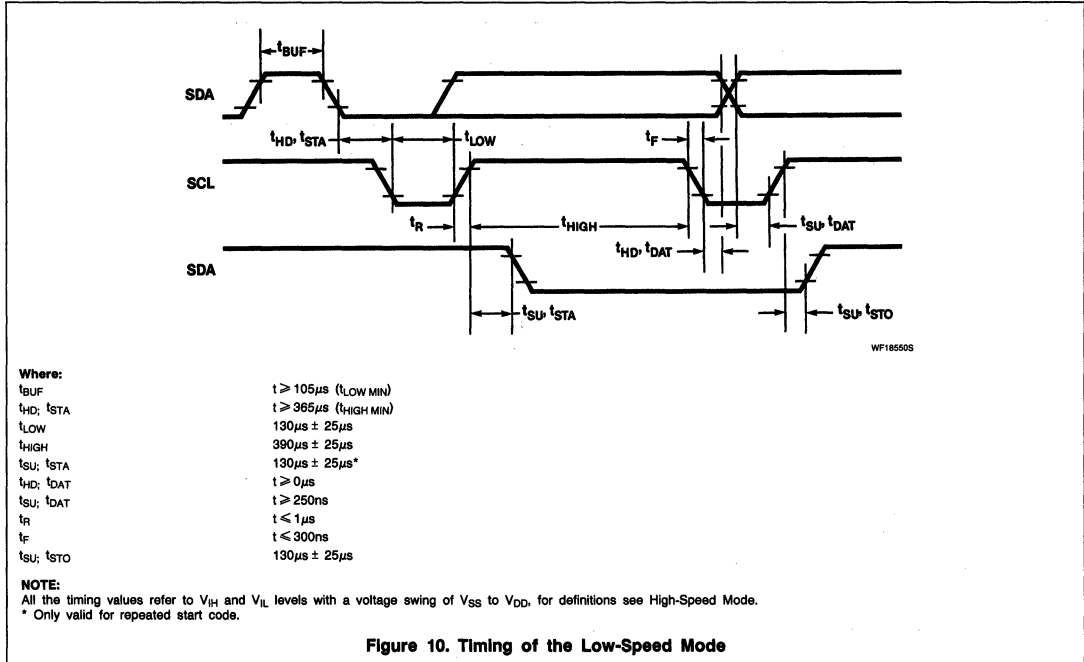 tBUF
SDA
tHD, tSTA
tLOW
tF
SCL
tR
tHIGH
tSU, tDAT
tHD, tDAT
SDA
tSU, tSTA
tSU, tSTO
WF18550S
Where:
tBUF t ⩾ 105μs (tLOW MIN)
tHD; tSTA t ⩾ 365μs (tHIGH MIN)
tLOW 130μs ± 25μs
tHIGH 390μs ± 25μs
tSU; tSTA 130μs ± 25μs*
tHD; tDAT t ⩾ 0μs
tSU; tDAT t ⩾ 250ns
tR t ⩽ 1μs
tF t ⩽ 300ns
tSU; tSTO 130μs ± 25μs
NOTE:
All the timing values refer to VIH and VIL levels with a voltage swing of VSS to VDD, for definitions see High-Speed Mode.
* Only valid for repeated start code.
Figure 10. Timing of the Low-Speed Mode